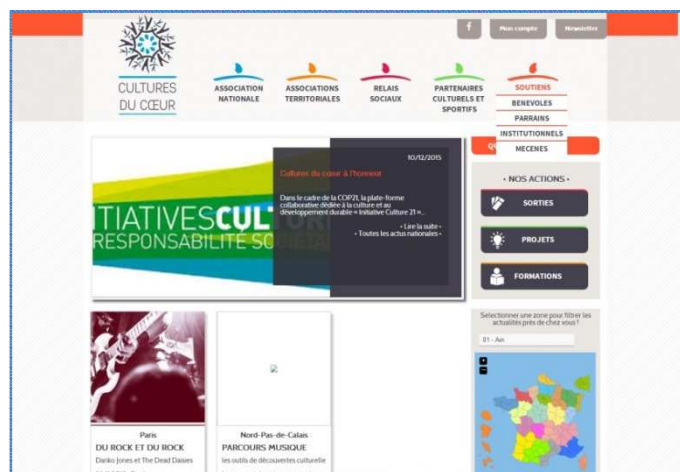 f
Mon compte
Newsletter
CULTURES
DU CŒUR
ASSOCIATION
NATIONALE
ASSOCIATIONS
TERRITORIALES
RELAIS
SOCIAUX
PARTENAIRES
CULTURELS ET
SPORTIFS
SOUTIENS
BENEVOLES
PARRAINS
INSTITUTIONNELS
MECENES
TIATIVESCULTUR
RESPONSABILITÉ SOCIÉTA
10/12/2015
Cultures du cœur à l'honneur
Dans le cadre de la COP21, la plate-forme
collaborative dédiée à la culture et au
développement durable « Initiative Culture 21 »...
• Lire la suite •
• Toutes les actus nationales •
• NOS ACTIONS •
SORTIES
PROJETS
FORMATIONS
Selectionner une zone pour filtrer les
actualités près de chez vous !
01 - Ain
+
-
Paris
DU ROCK ET DU ROCK
Danko Jones et The Dead Daisies
Nord-Pas-de-Calais
PARCOURS MUSIQUE
les outils de découvertes culturelle